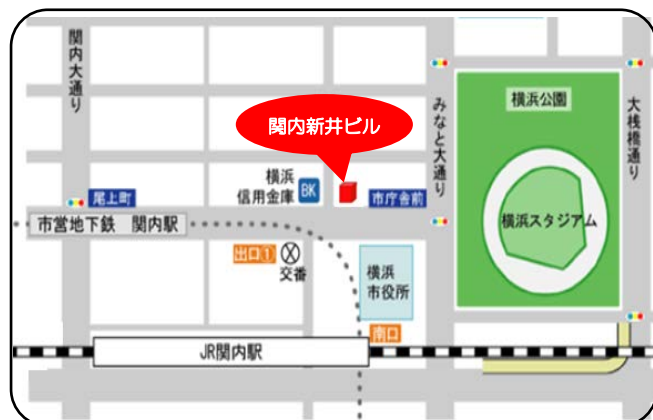 関内大通り
みなと大通り
横浜公園
大桟橋通り
関内新井ビル
横浜
信用金庫
BK
尾上町
市庁舎前
市営地下鉄 関内駅
横浜スタジアム
出口①
交番
横浜
市役所
南口
JR関内駅